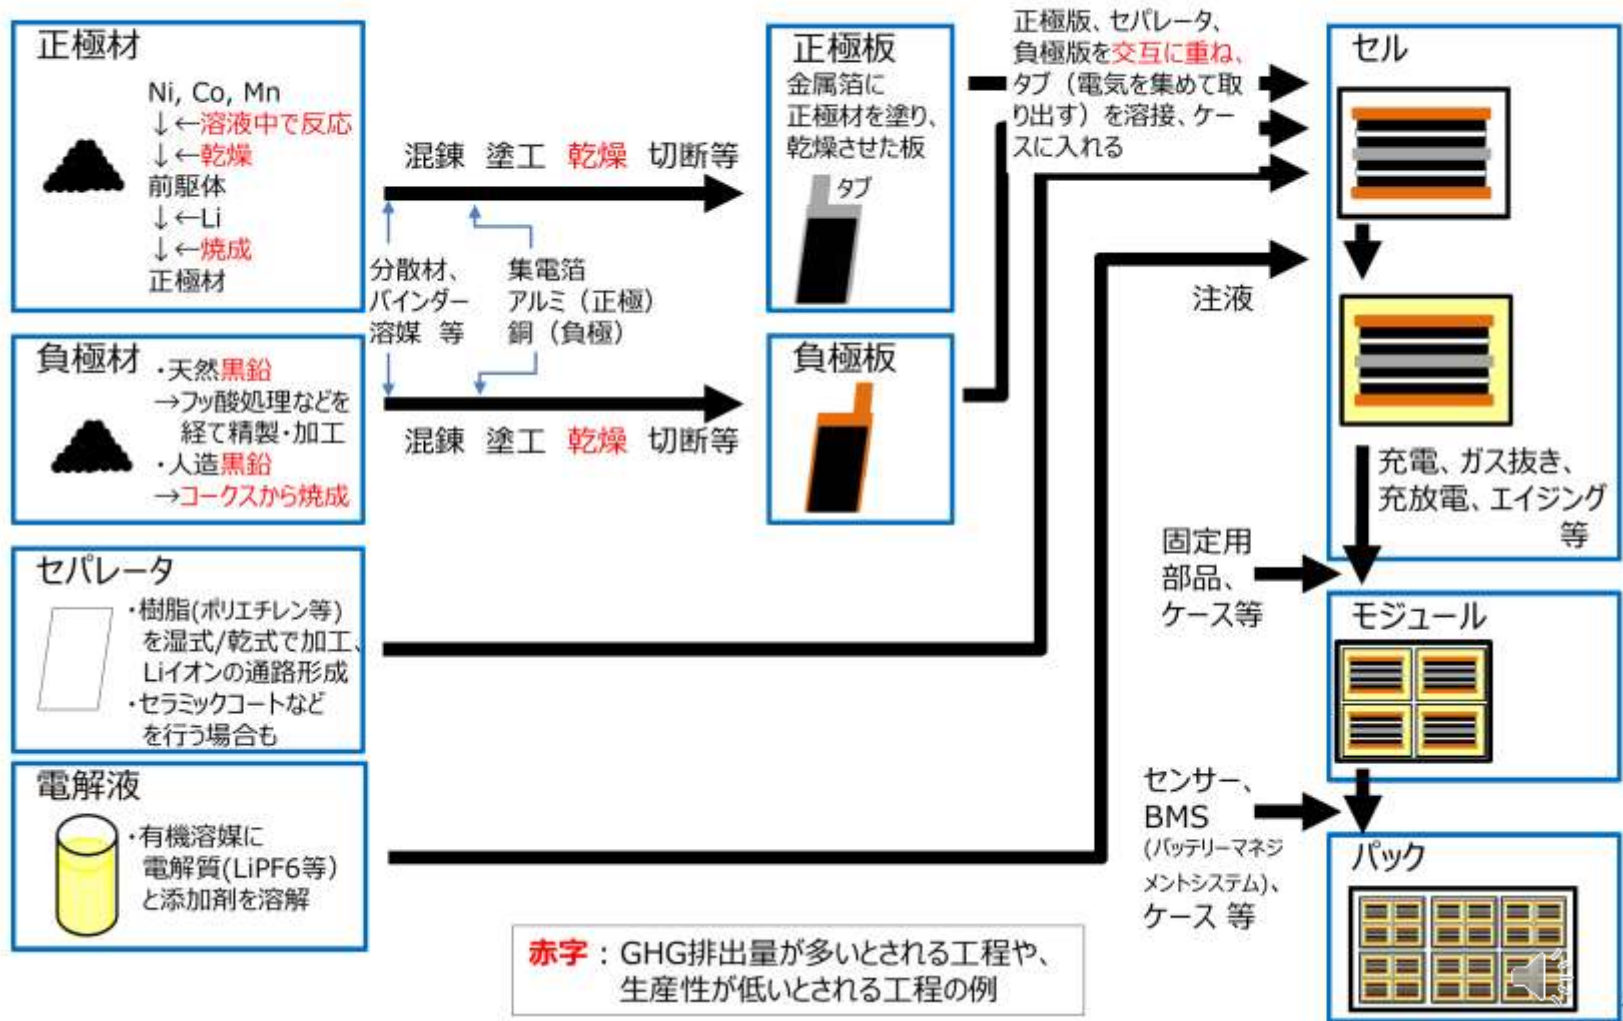 正極材
Ni, Co, Mn
↓←溶液中で反応
↓←乾燥
前駆体
↓←Li
↓←焼成
正極材
混錬 塗工 乾燥 切断等
分散材、
バインダー
溶媒 等
集電箔
アルミ（正極）
銅（負極）
正極板
金属箔に
正極材を塗り、
乾燥させた板
タブ
正極版、セパレータ、
負極版を交互に重ね、
タブ（電気を集めて取
り出す）を溶接、ケー
スに入れる
セル
注液
負極材
・天然黒鉛
→フッ酸処理などを
経て精製・加工
・人造黒鉛
→コークスから焼成
混錬 塗工 乾燥 切断等
負極板
充電、ガス抜き、
充放電、エイジング
等
セパレータ
・樹脂(ポリエチレン等)
を湿式/乾式で加工、
Liイオンの通路形成
・セラミックコートなど
を行う場合も
固定用
部品、
ケース等
モジュール
電解液
・有機溶媒に
電解質(LiPF6等)
と添加剤を溶解
センサー、
BMS
(バッテリーマネジ
メントシステム)、
ケース 等
パック
赤字：GHG排出量が多いとされる工程や、
生産性が低いとされる工程の例